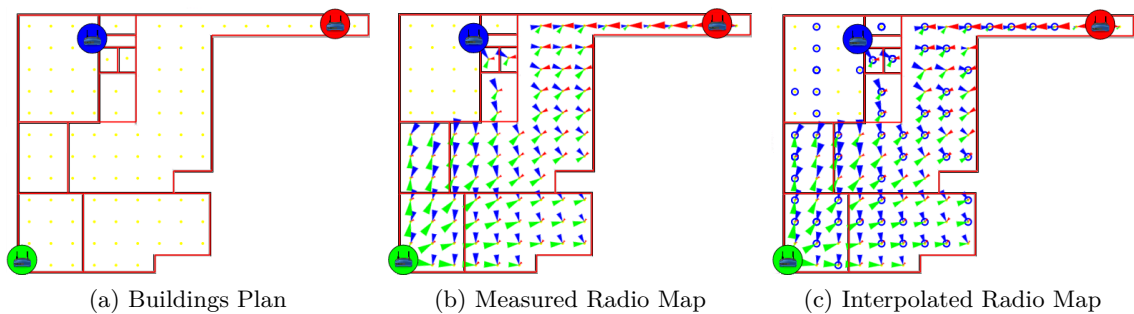 (a) Buildings Plan
(b) Measured Radio Map
(c) Interpolated Radio Map